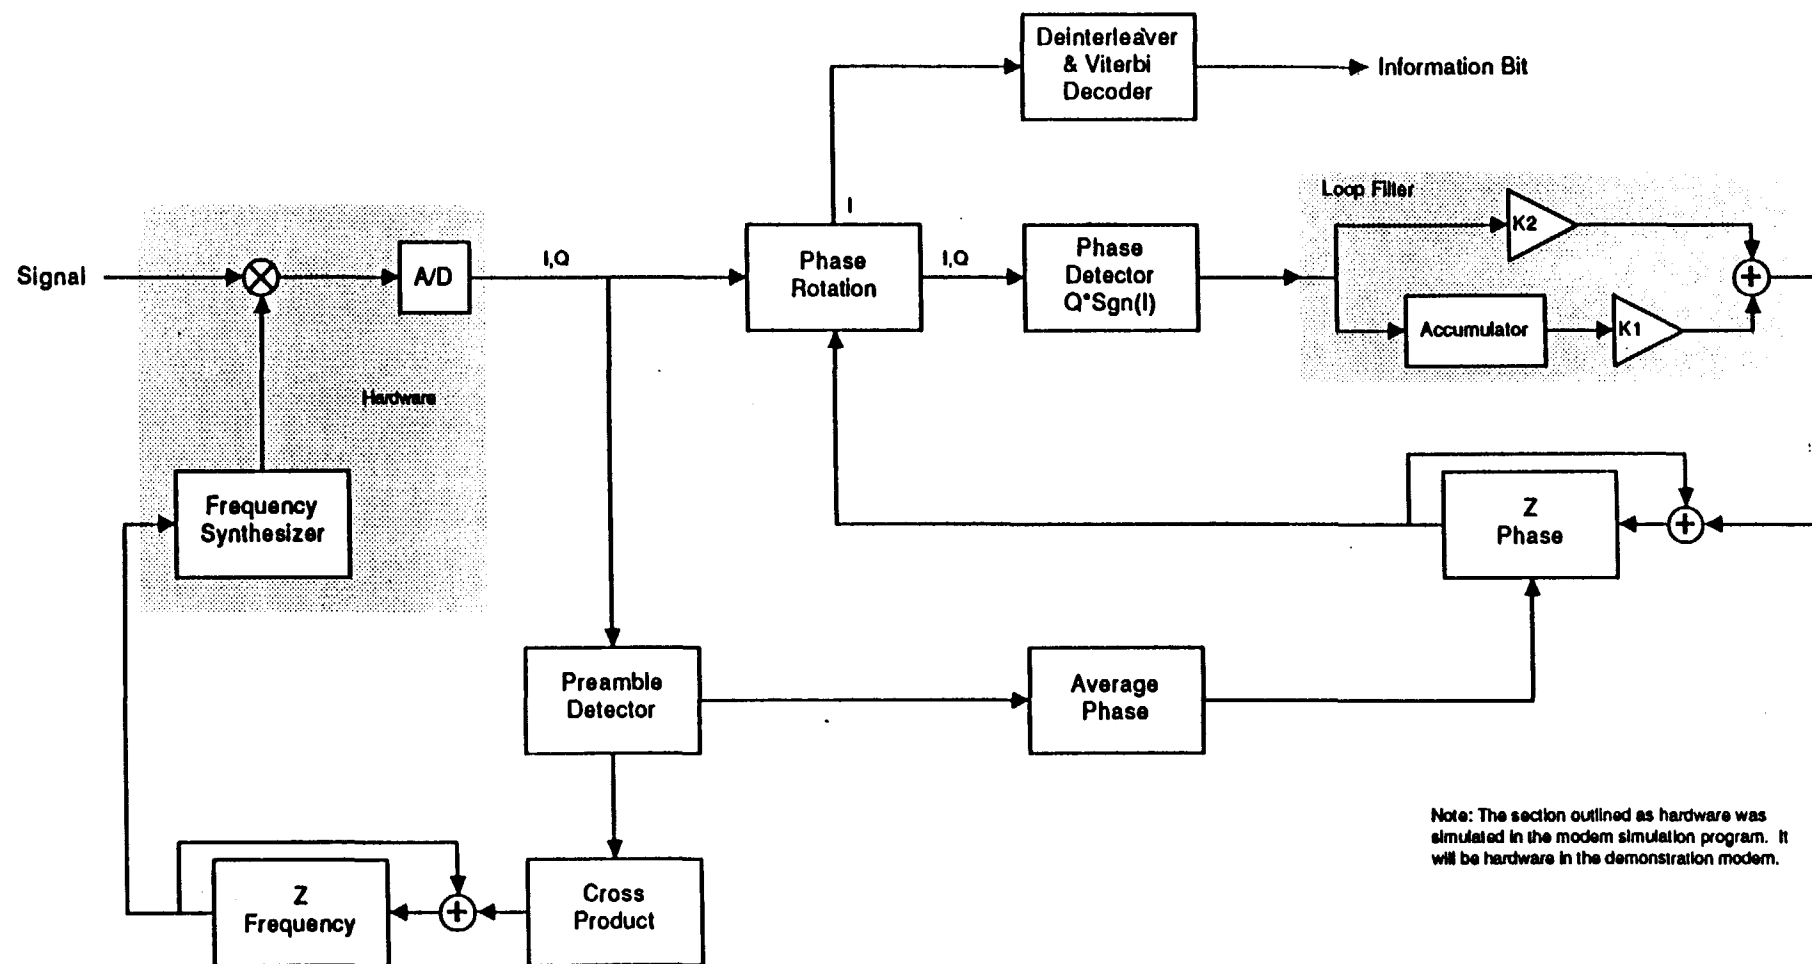 Deinterleaver
& Viterbi
Decoder
Information Bit
I
Loop Filter
K2
Signal
A/D
I,Q
Phase
Rotation
I,Q
Phase
Detector
Q*Sgn(I)
+
Accumulator
K1
Hardware
Frequency
Synthesizer
Z
Phase
+
Preamble
Detector
Average
Phase
Note: The section outlined as hardware was
simulated in the modem simulation program. It
will be hardware in the demonstration modem.
Z
Frequency
+
Cross
Product